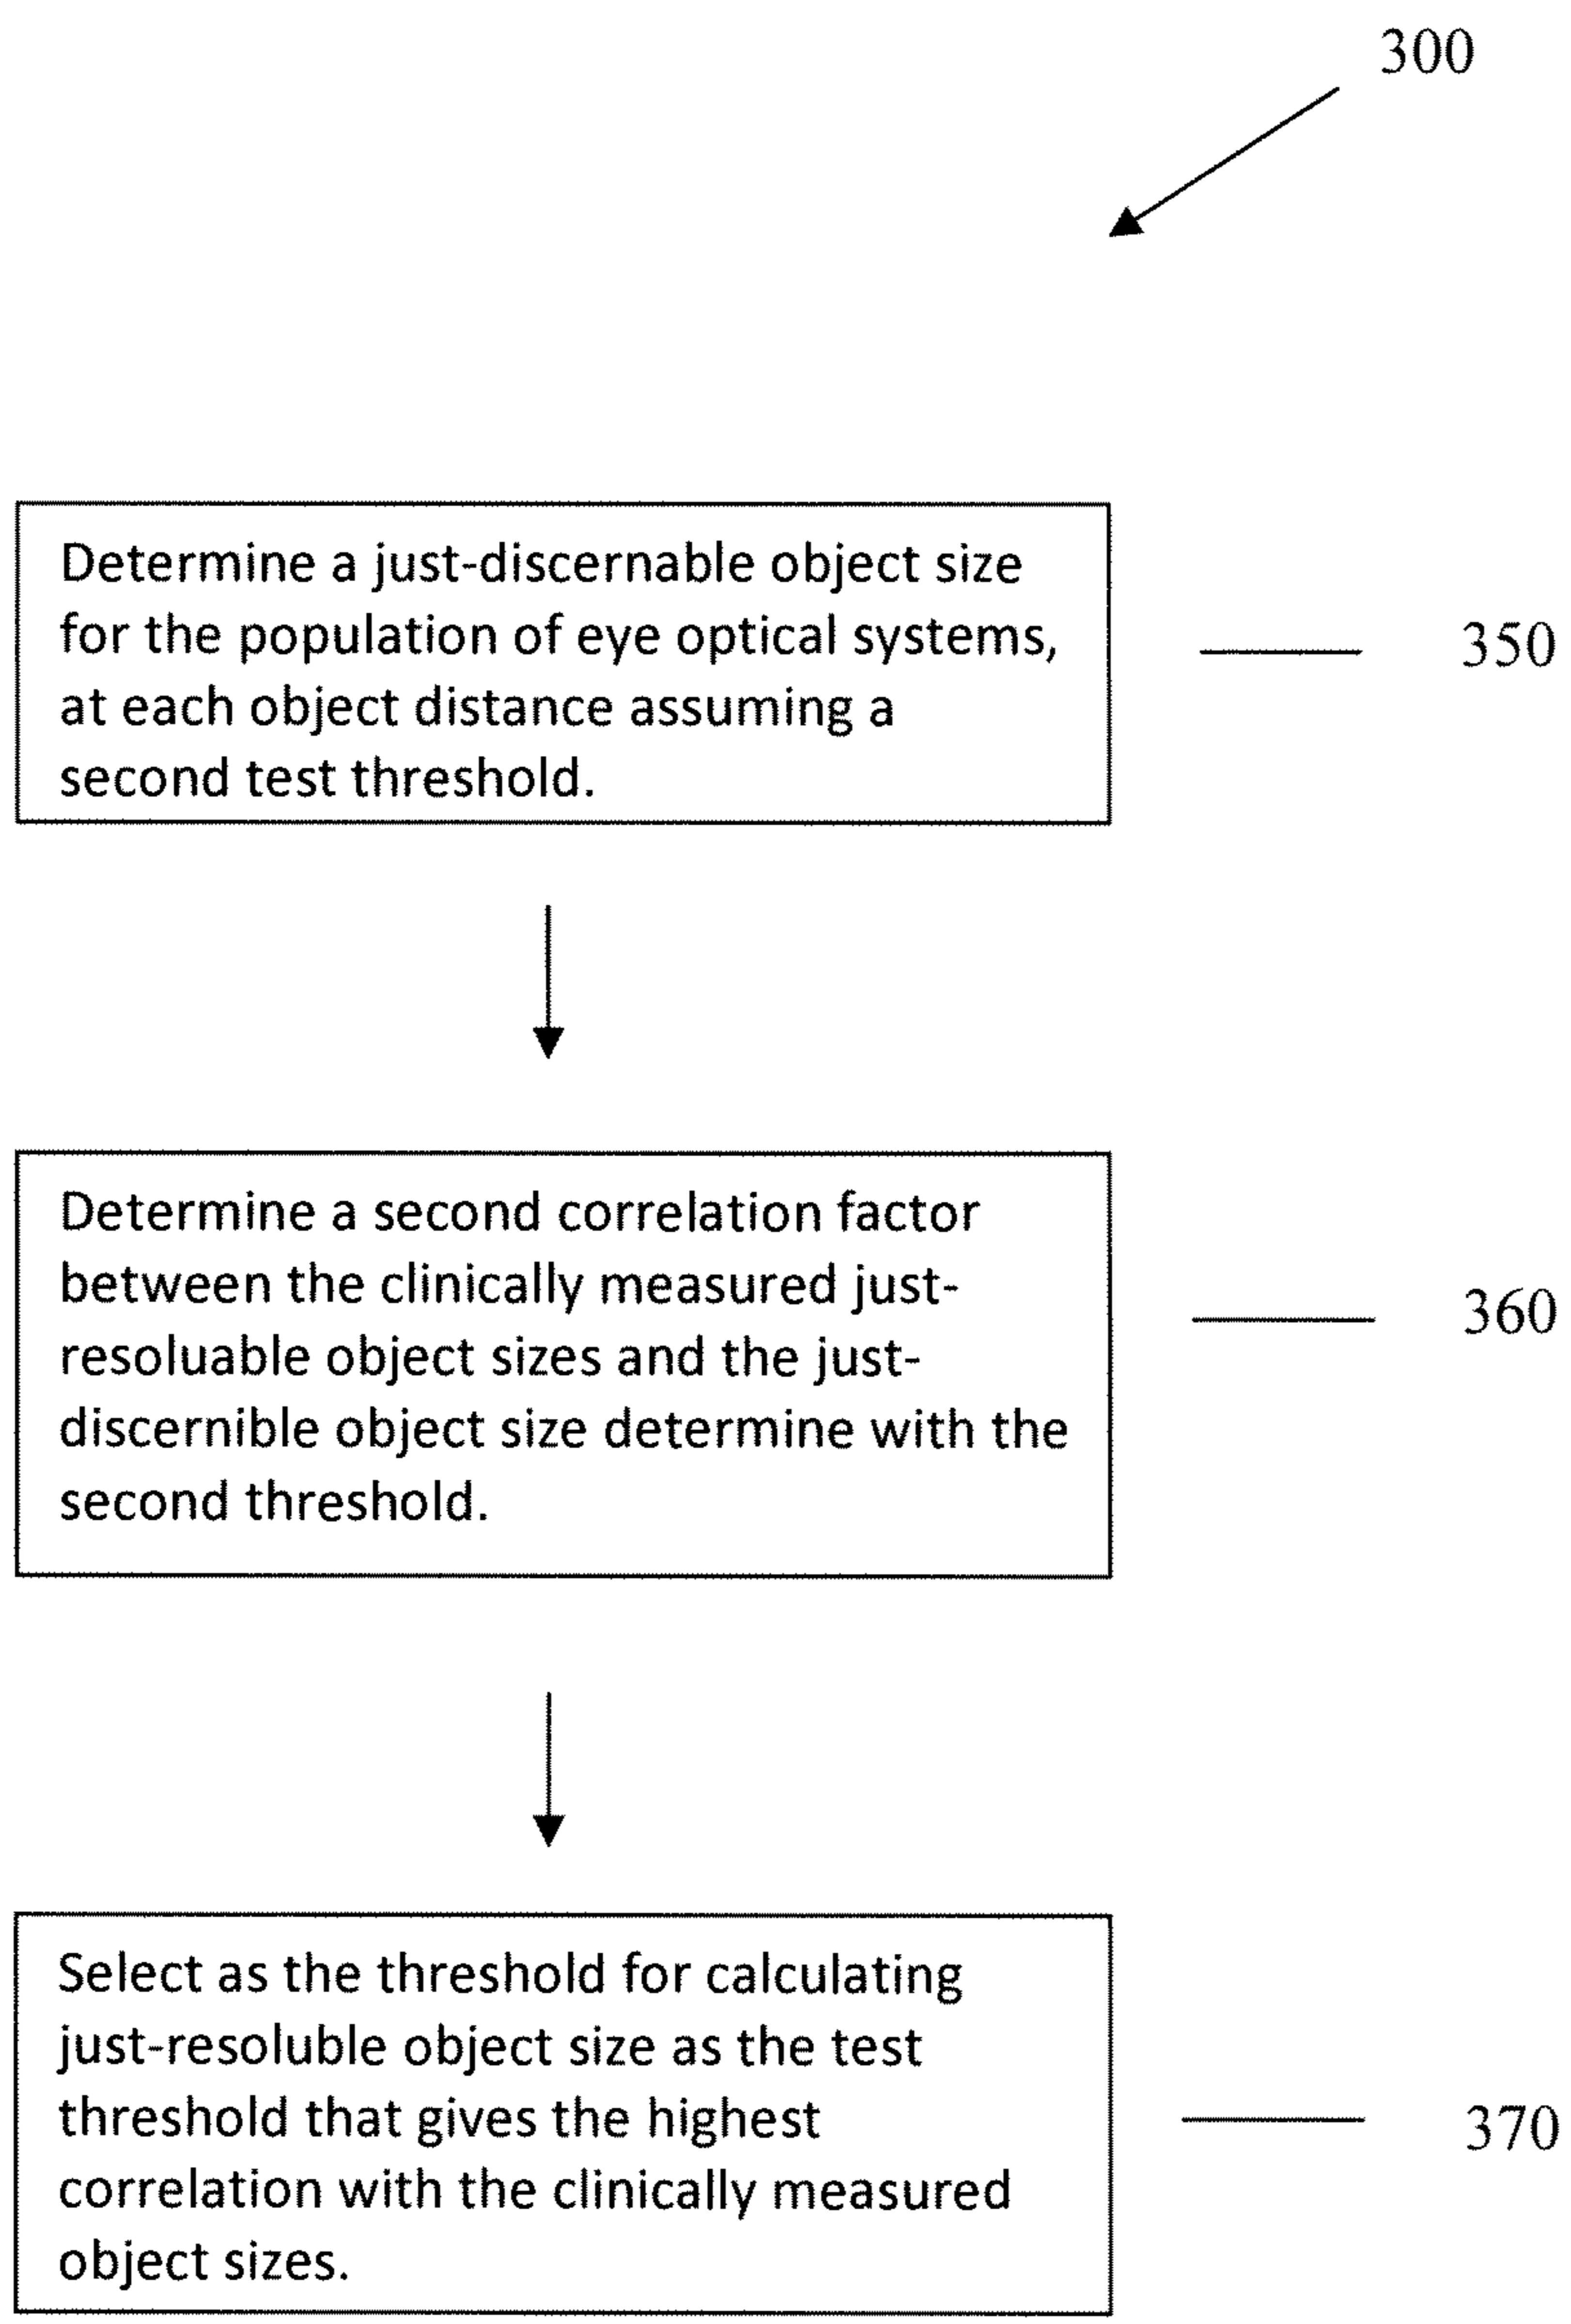 300
Determine a just-discernable object size
for the population of eye optical systems,
at each object distance assuming a
second test threshold.
350
Determine a second correlation factor
between the clinically measured just-
resoluable object sizes and the just-
discernible object size determine with the
second threshold.
360
Select as the threshold for calculating
just-resoluble object size as the test
threshold that gives the highest
correlation with the clinically measured
object sizes.
370